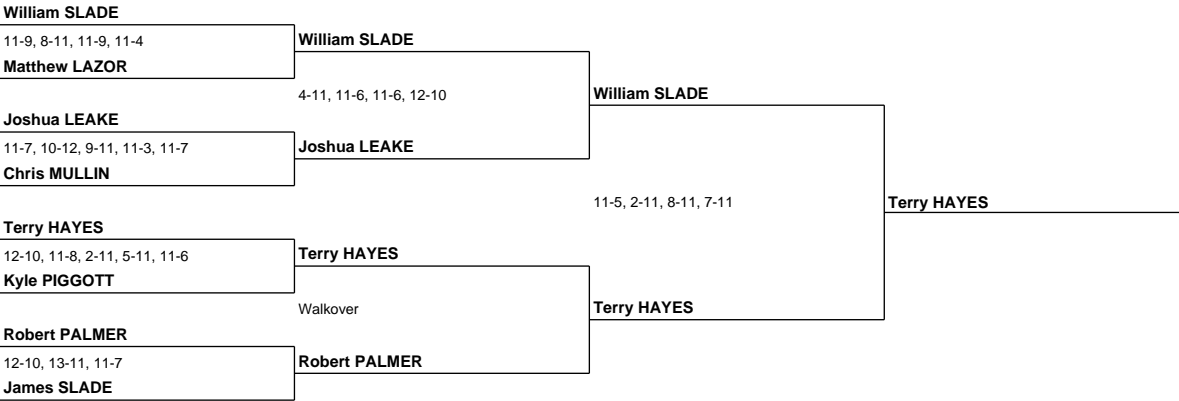 William SLADE
11-9, 8-11, 11-9, 11-4
Matthew LAZOR
Joshua LEAKE
11-7, 10-12, 9-11, 11-3, 11-7
Chris MULLIN
Terry HAYES
12-10, 11-8, 2-11, 5-11, 11-6
Kyle PIGGOTT
Robert PALMER
12-10, 13-11, 11-7
James SLADE
William SLADE
4-11, 11-6, 11-6, 12-10
Joshua LEAKE
Terry HAYES
Walkover
Robert PALMER
William SLADE
11-5, 2-11, 8-11, 7-11
Terry HAYES
Terry HAYES